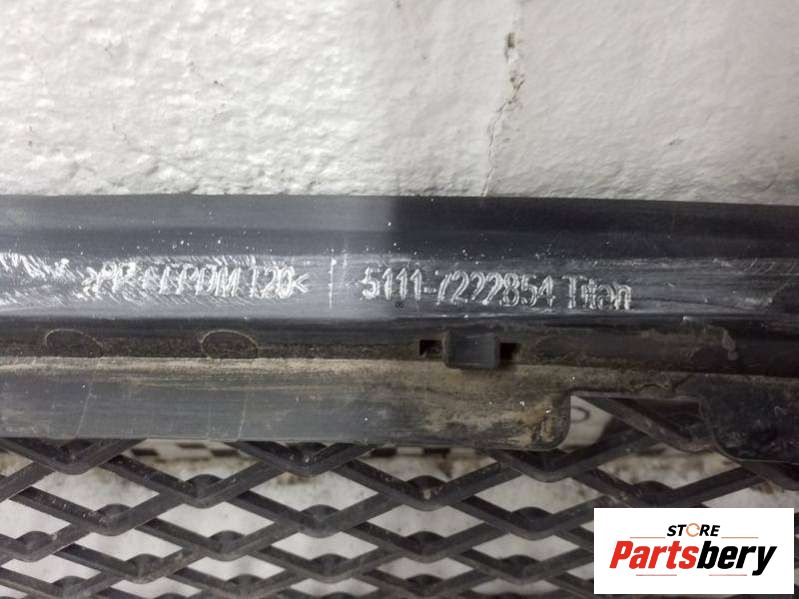 >PP+EPDM T20< | 5111-7222854 Titan
STORE
Partsbery